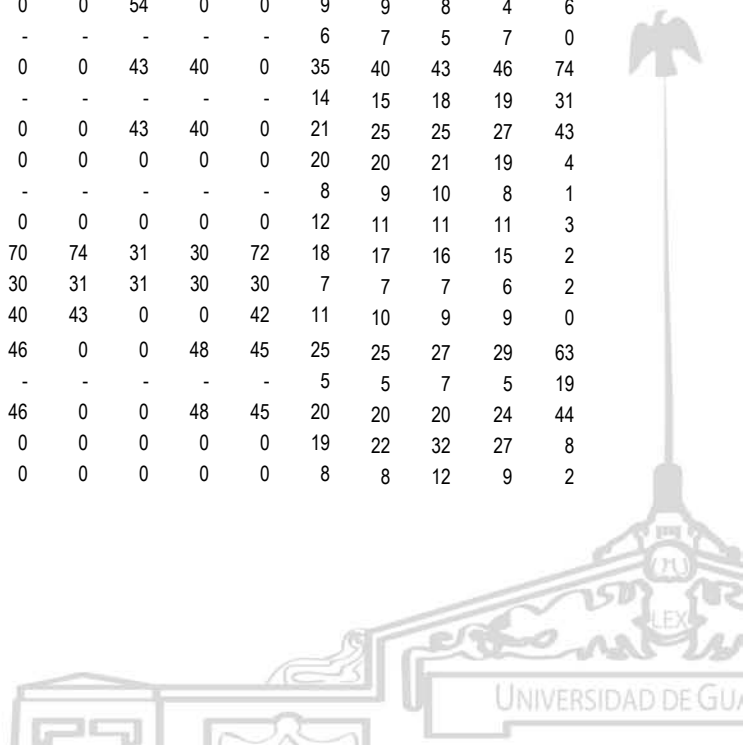 0 0 54 0 0 9 9 8 4 6
- - - - - 6 7 5 7 0
0 0 43 40 0 35 40 43 46 74
- - - - - 14 15 18 19 31
0 0 43 40 0 21 25 25 27 43
0 0 0 0 0 20 20 21 19 4
- - - - - 8 9 10 8 1
0 0 0 0 0 12 11 11 11 3
70 74 31 30 72 18 17 16 15 2
30 31 31 30 30 7 7 7 6 2
40 43 0 0 42 11 10 9 9 0
46 0 0 48 45 25 25 27 29 63
- - - - - 5 5 7 5 19
46 0 0 48 45 20 20 20 24 44
0 0 0 0 0 19 22 32 27 8
0 0 0 0 0 8 8 12 9 2
LEX
UNIVERSIDAD DE GUA